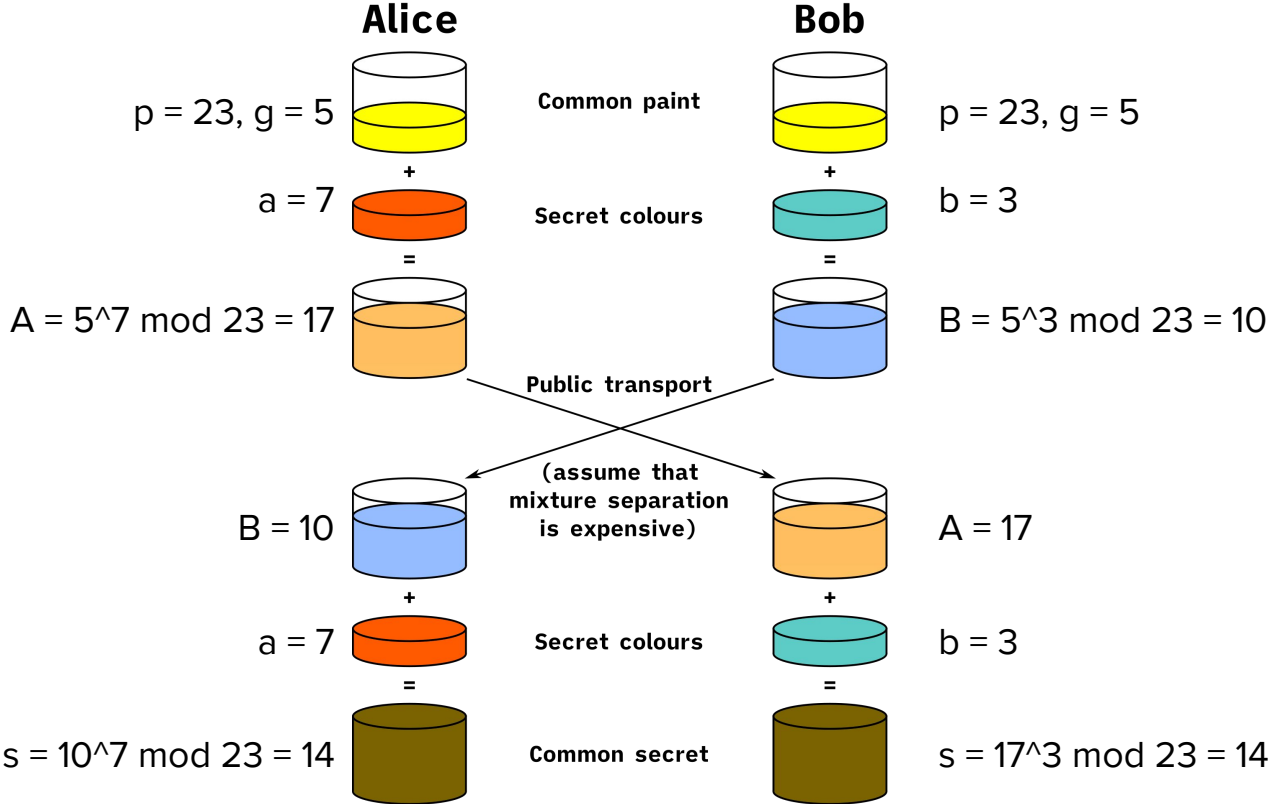 Alice Bob
p = 23, g = 5 Common paint p = 23, g = 5
+ +
a = 7 Secret colours b = 3
= =
A = 5^7 mod 23 = 17 B = 5^3 mod 23 = 10
Public transport
(assume that
mixture separation
is expensive)
B = 10 A = 17
+ +
a = 7 Secret colours b = 3
= =
s = 10^7 mod 23 = 14 Common secret s = 17^3 mod 23 = 14